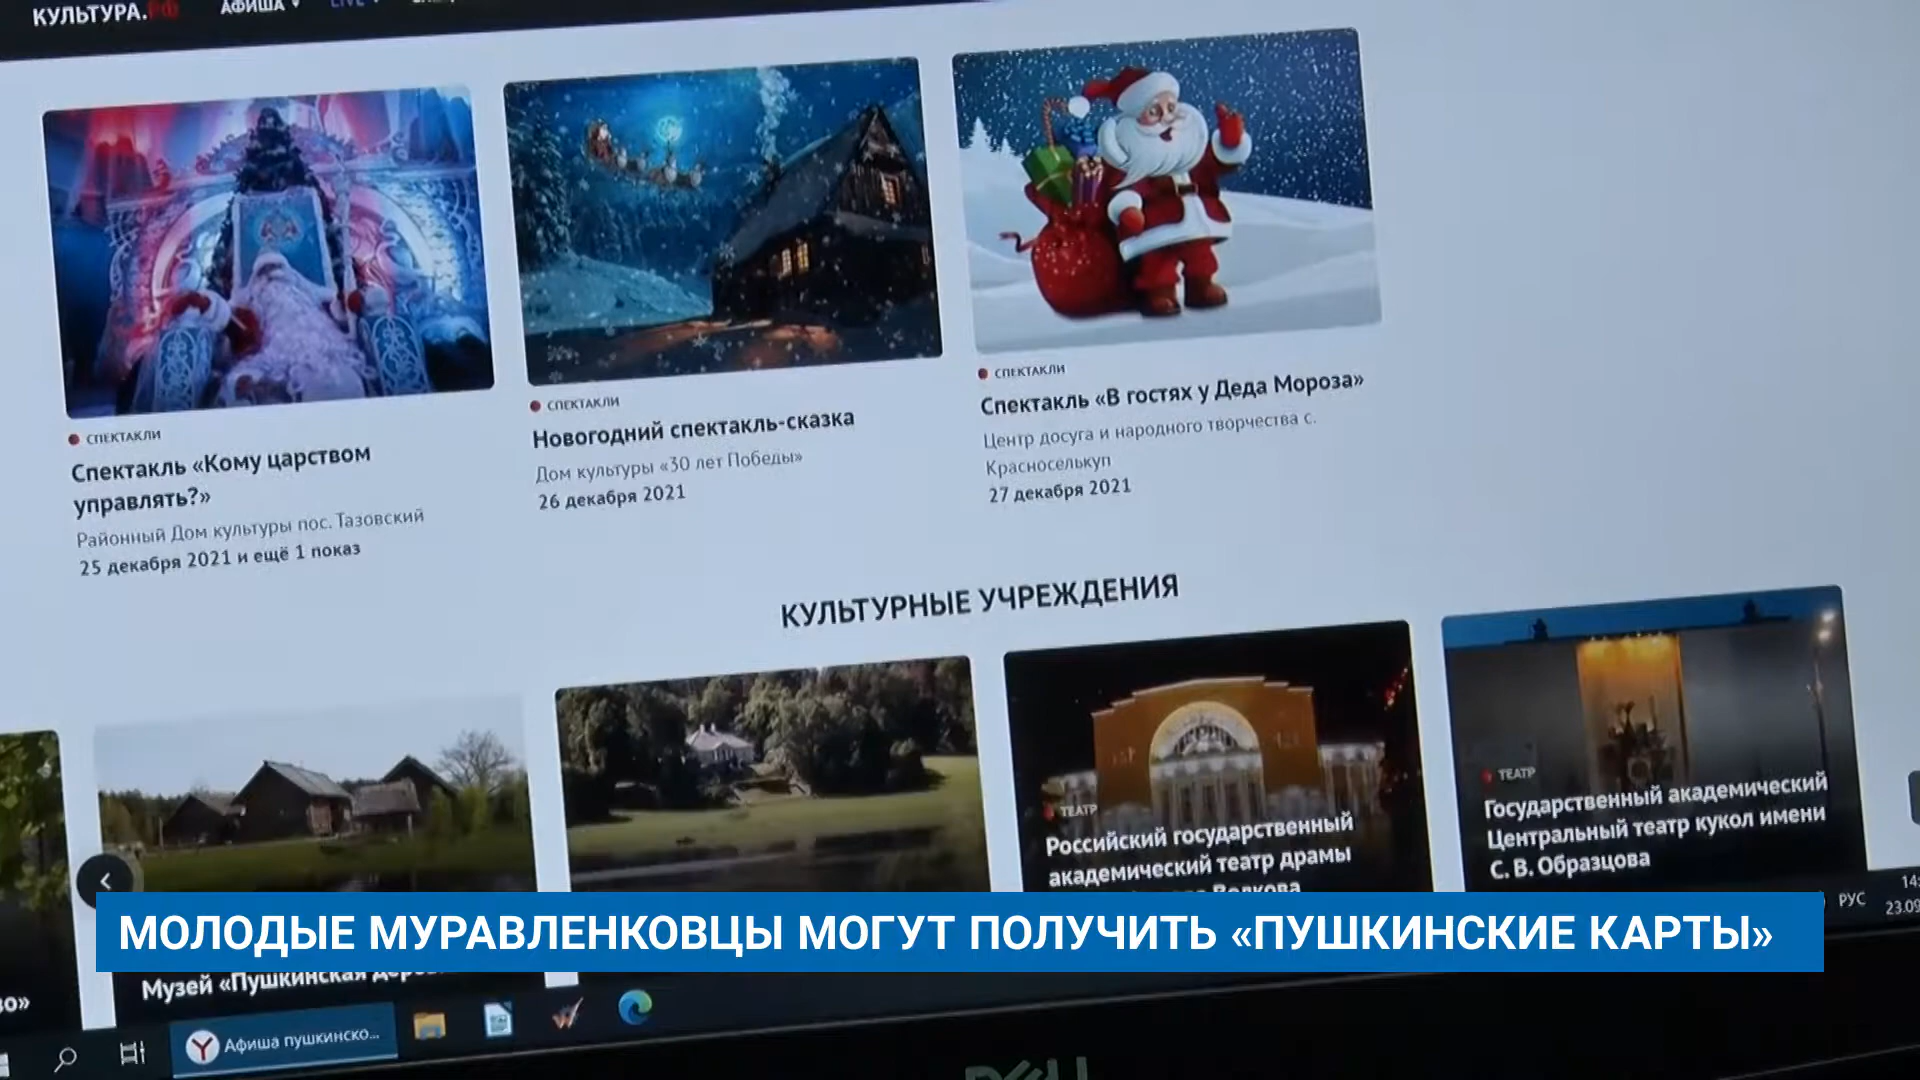 КУЛЬТУРА.РФ
АФИША
LIVE
СПЕКТАКЛИ
Спектакль «Кому царством
управлять?»
Районный Дом культуры пос. Тазовский
25 декабря 2021 и ещё 1 показ
СПЕКТАКЛИ
Новогодний спектакль-сказка
Дом культуры «30 лет Победы»
26 декабря 2021
СПЕКТАКЛИ
Спектакль «В гостях у Деда Мороза»
Центр досуга и народного творчества с.
Красноселькуп
27 декабря 2021
КУЛЬТУРНЫЕ УЧРЕЖДЕНИЯ
ТЕАТР
Российский государственный
академический театр драмы
Волкова
ТЕАТР
Государственный академический
Центральный театр кукол имени
С. В. Образцова
РУС
МОЛОДЫЕ МУРАВЛЕНКОВЦЫ МОГУТ ПОЛУЧИТЬ «ПУШКИНСКИЕ КАРТЫ»
Музей «Пушкинская
Афиша пушкинско...
DELL